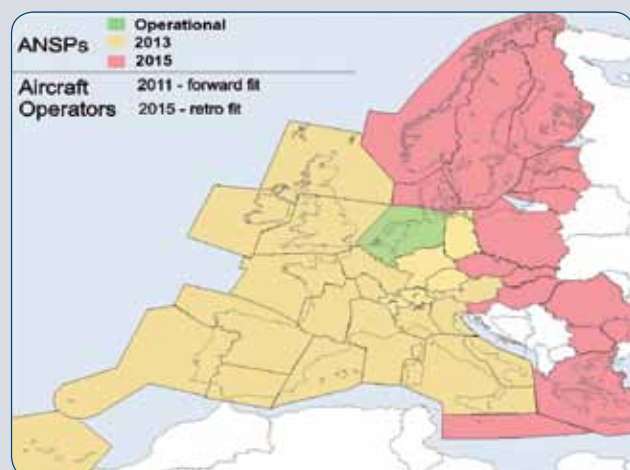 ANSPs
Operational
2013
2015
Aircraft Operators
2011 - forward fit
2015 - retro fit